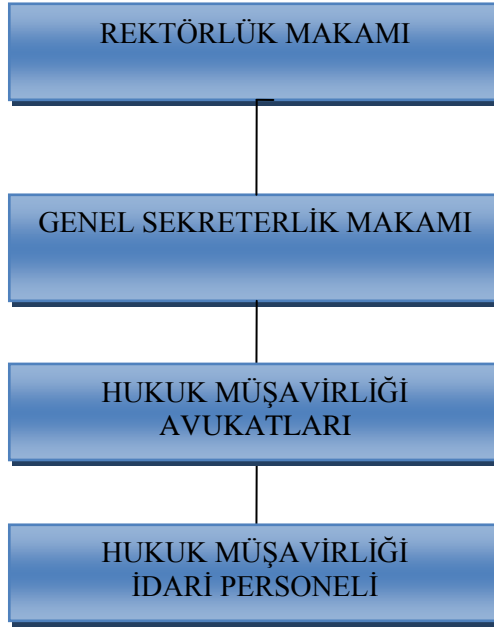 REKTÖRLÜK MAKAMI
GENEL SEKRETERLİK MAKAMI
HUKUK MÜŞAVİRLİĞİ
AVUKATLARI
HUKUK MÜŞAVİRLİĞİ
İDARİ PERSONELİ